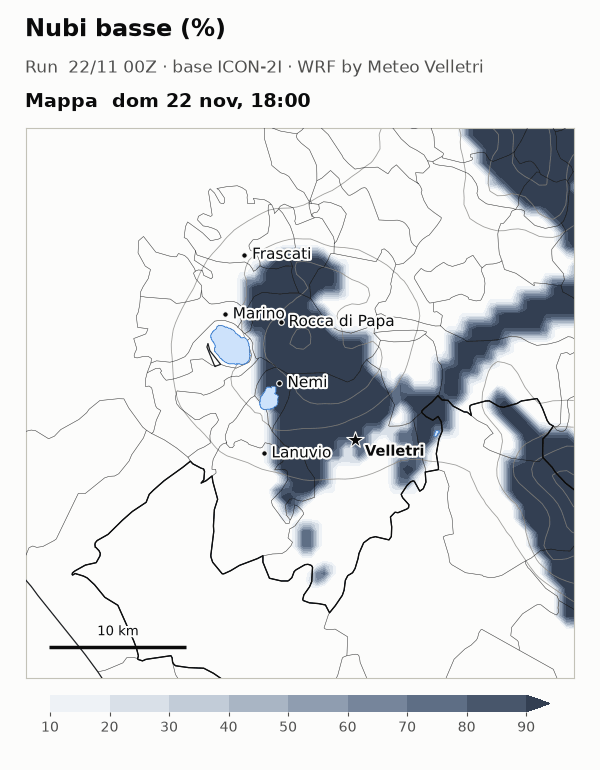 Nubi basse (%)
Run  22/11 00Z · base ICON-2I · WRF by Meteo Velletri
Mappa  dom 22 nov, 18:00
Frascati
Marino
Rocca di Papa
Nemi
Velletri
Lanuvio
10 km
10 20 30 40 50 60 70 80 90